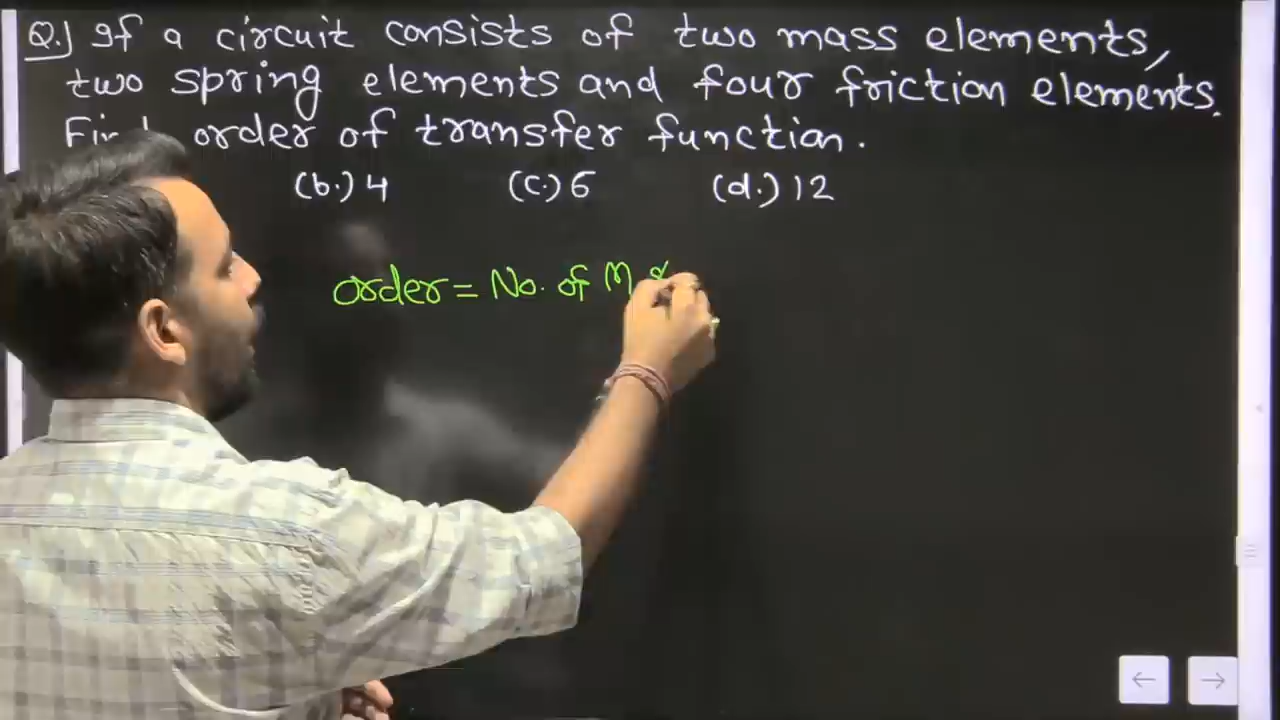 Q.) If a circuit consists of two mass elements,
two spring elements and four friction elements.
order of transfer function.
(b.) 4 (c.) 6 (d.) 12
order = No. of M &